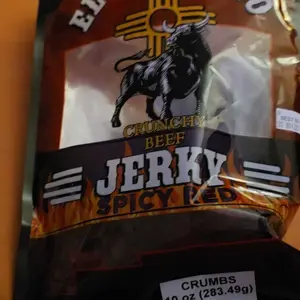 CRUNCHY
BEEF
JERKY
SPICY RED
CRUMBS
10 oz (283.49g)